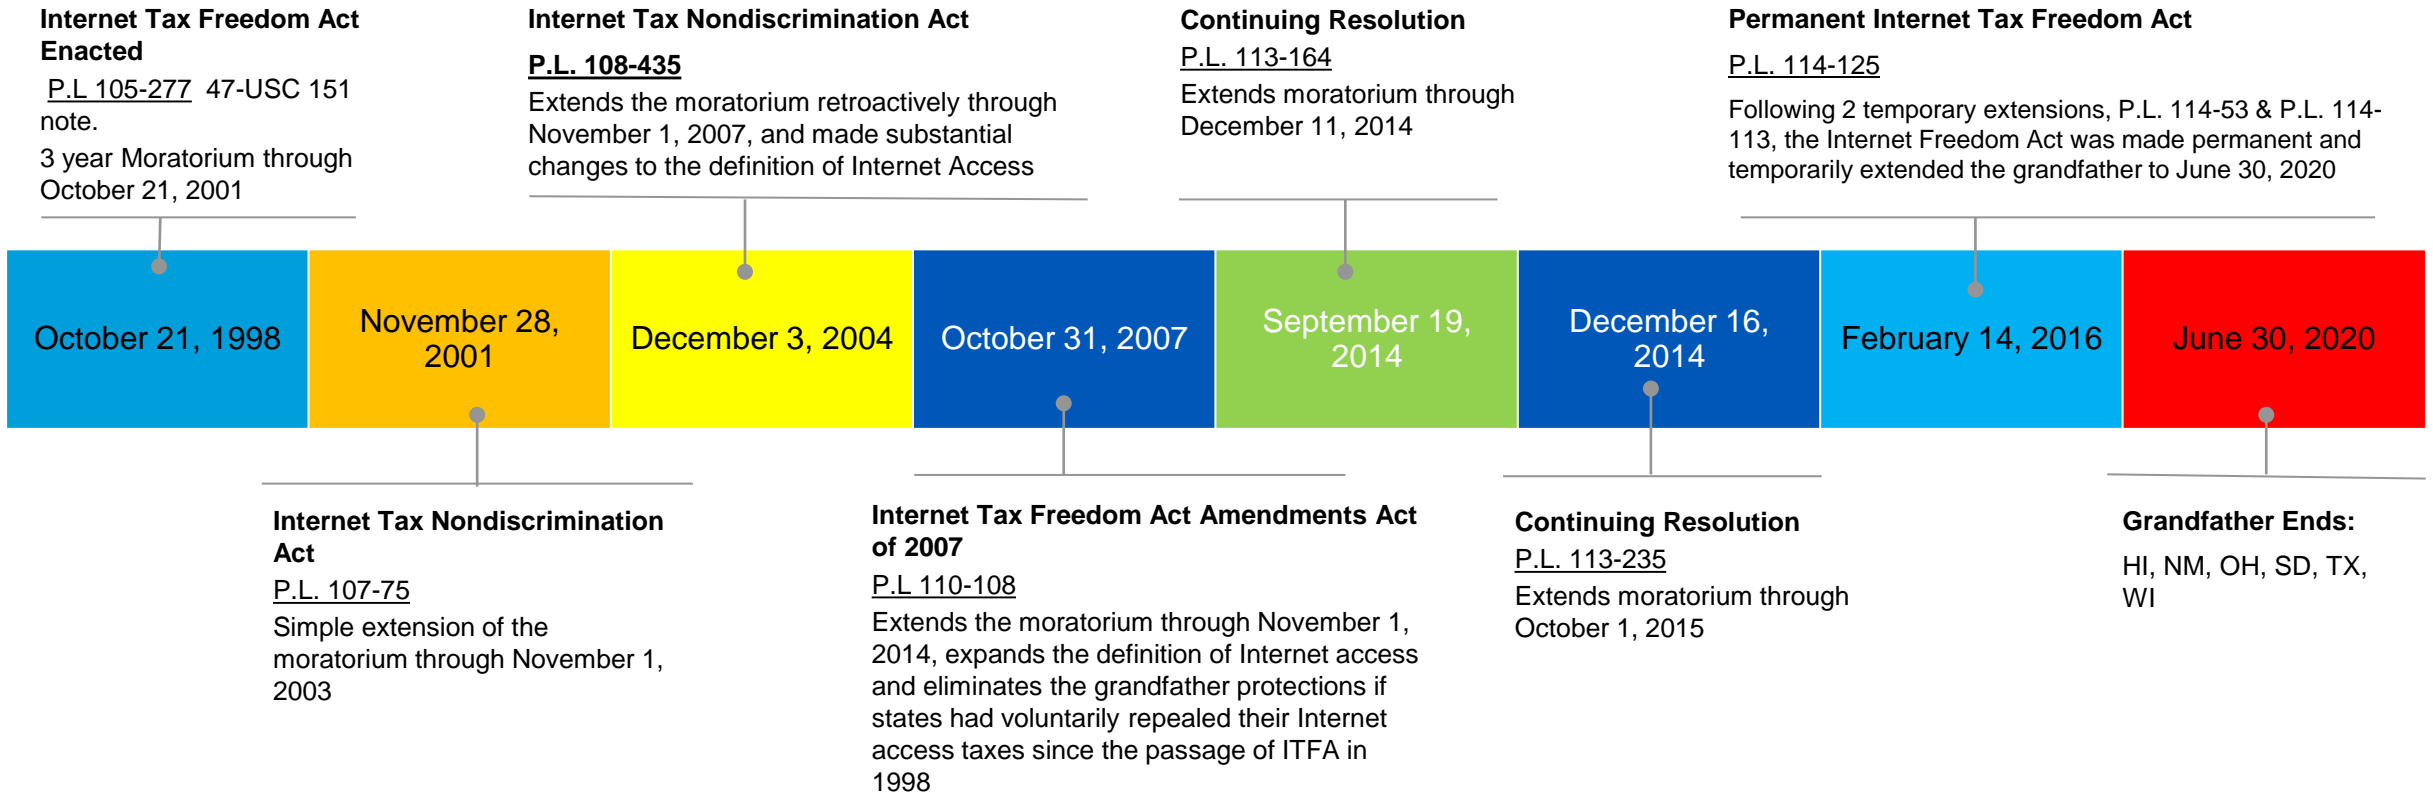 Internet Tax Freedom Act
Enacted
P.L 105-277  47-USC 151
note.
3 year Moratorium through
October 21, 2001
Internet Tax Nondiscrimination Act
P.L. 108-435
Extends the moratorium retroactively through
November 1, 2007, and made substantial
changes to the definition of Internet Access
Continuing Resolution
P.L. 113-164
Extends moratorium through
December 11, 2014
Permanent Internet Tax Freedom Act
P.L. 114-125
Following 2 temporary extensions, P.L. 114-53 & P.L. 114-
113, the Internet Freedom Act was made permanent and
temporarily extended the grandfather to June 30, 2020
October 21, 1998
November 28,
2001
December 3, 2004
October 31, 2007
September 19,
2014
December 16,
2014
February 14, 2016
June 30, 2020
Internet Tax Nondiscrimination
Act
P.L. 107-75
Simple extension of the
moratorium through November 1,
2003
Internet Tax Freedom Act Amendments Act
of 2007
P.L 110-108
Extends the moratorium through November 1,
2014, expands the definition of Internet access
and eliminates the grandfather protections if
states had voluntarily repealed their Internet
access taxes since the passage of ITFA in
1998
Continuing Resolution
P.L. 113-235
Extends moratorium through
October 1, 2015
Grandfather Ends:
HI, NM, OH, SD, TX,
WI